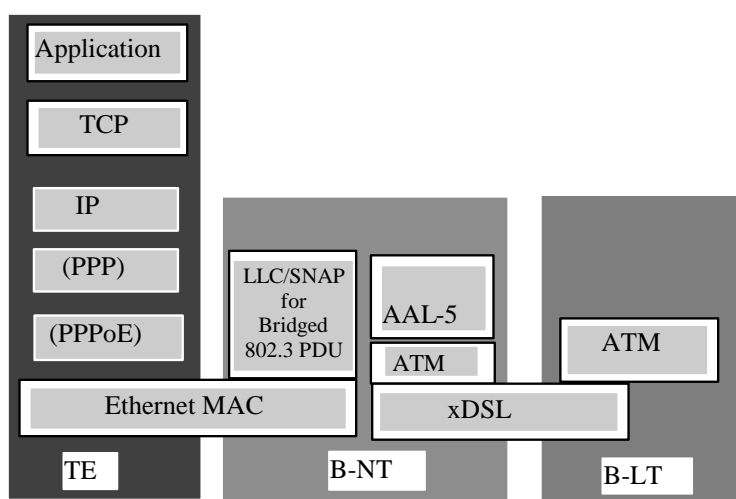 Application
TCP
IP
(PPP)
(PPPoE)
Ethernet MAC
TE
LLC/SNAP
for
Bridged
802.3 PDU
AAL-5
ATM
xDSL
B-NT
ATM
B-LT